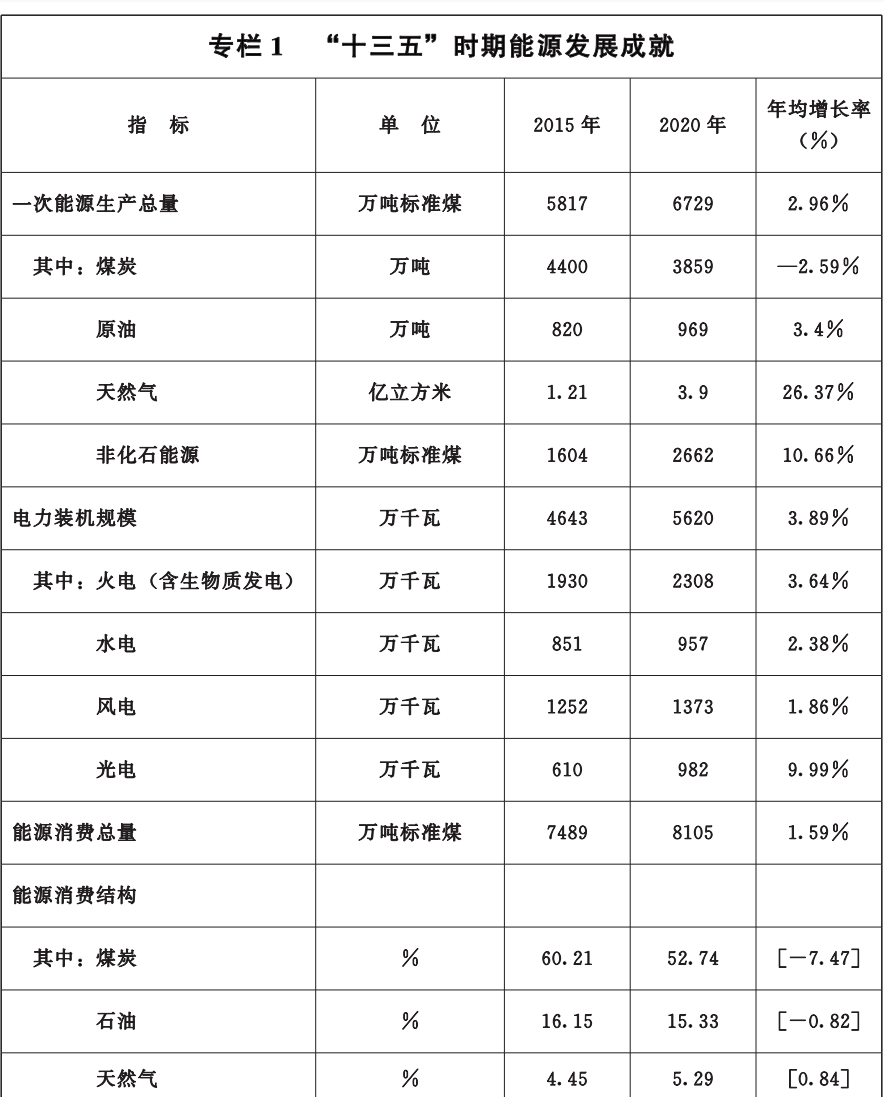 专栏1 “十三五”时期能源发展成就
指 标 单 位 2015年 2020年 年均增长率
（%）
一次能源生产总量 万吨标准煤 5817 6729 2.96%
其中：煤炭 万吨 4400 3859 —2.59%
原油 万吨 820 969 3.4%
天然气 亿立方米 1.21 3.9 26.37%
非化石能源 万吨标准煤 1604 2662 10.66%
电力装机规模 万千瓦 4643 5620 3.89%
其中：火电（含生物质发电） 万千瓦 1930 2308 3.64%
水电 万千瓦 851 957 2.38%
风电 万千瓦 1252 1373 1.86%
光电 万千瓦 610 982 9.99%
能源消费总量 万吨标准煤 7489 8105 1.59%
能源消费结构
其中：煤炭 % 60.21 52.74 [－7.47]
石油 % 16.15 15.33 [－0.82]
天然气 % 4.45 5.29 [0.84]